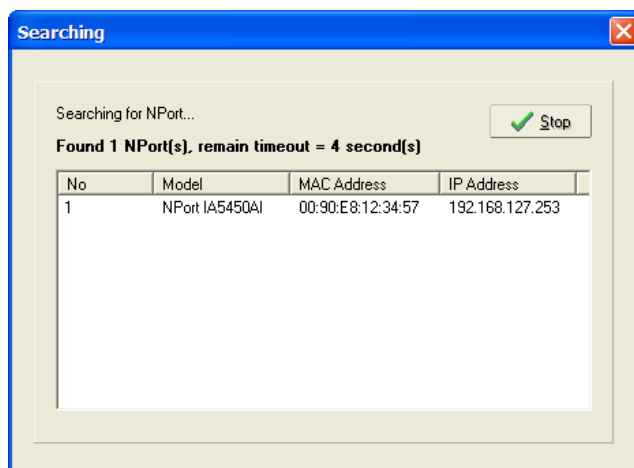 Searching
Searching for NPort...
Stop
Found 1 NPort(s), remain timeout = 4 second(s)
No Model MAC Address IP Address
1 NPort IA5450AI 00:90:E8:12:34:57 192.168.127.253